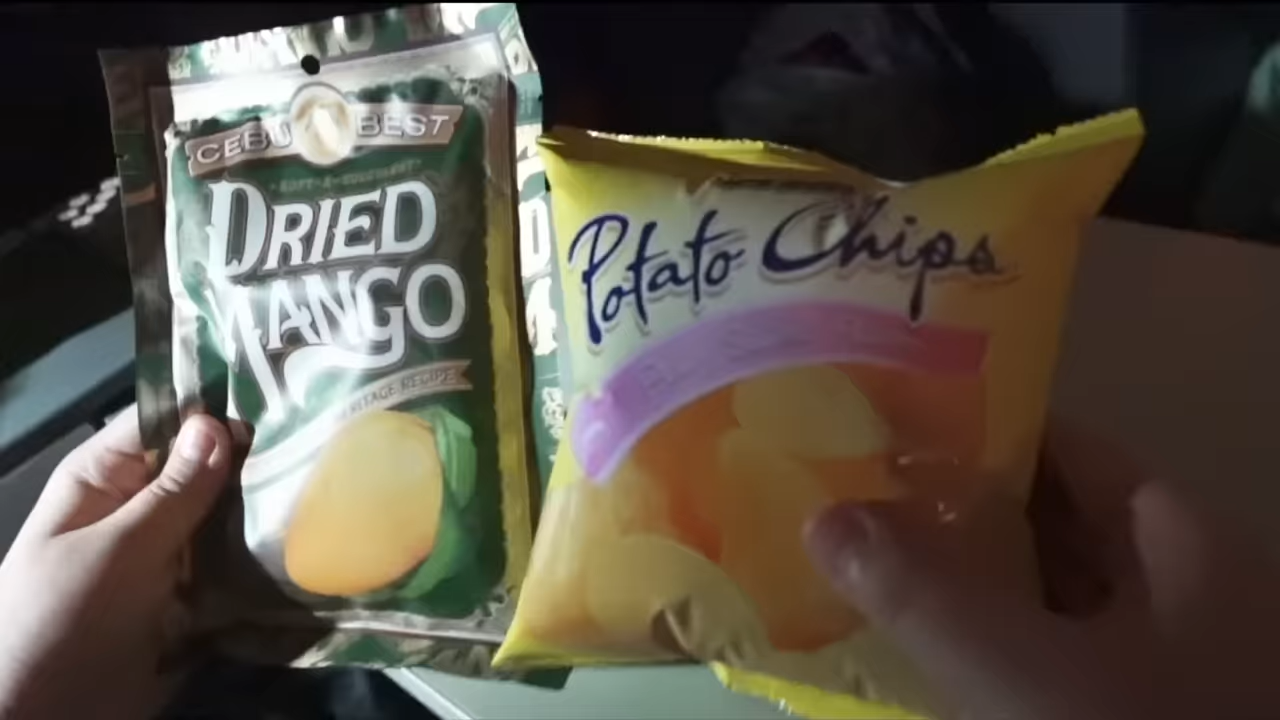 CEBU BEST
DRIED
MANGO
HERITAGE RECIPE
Potato Chips